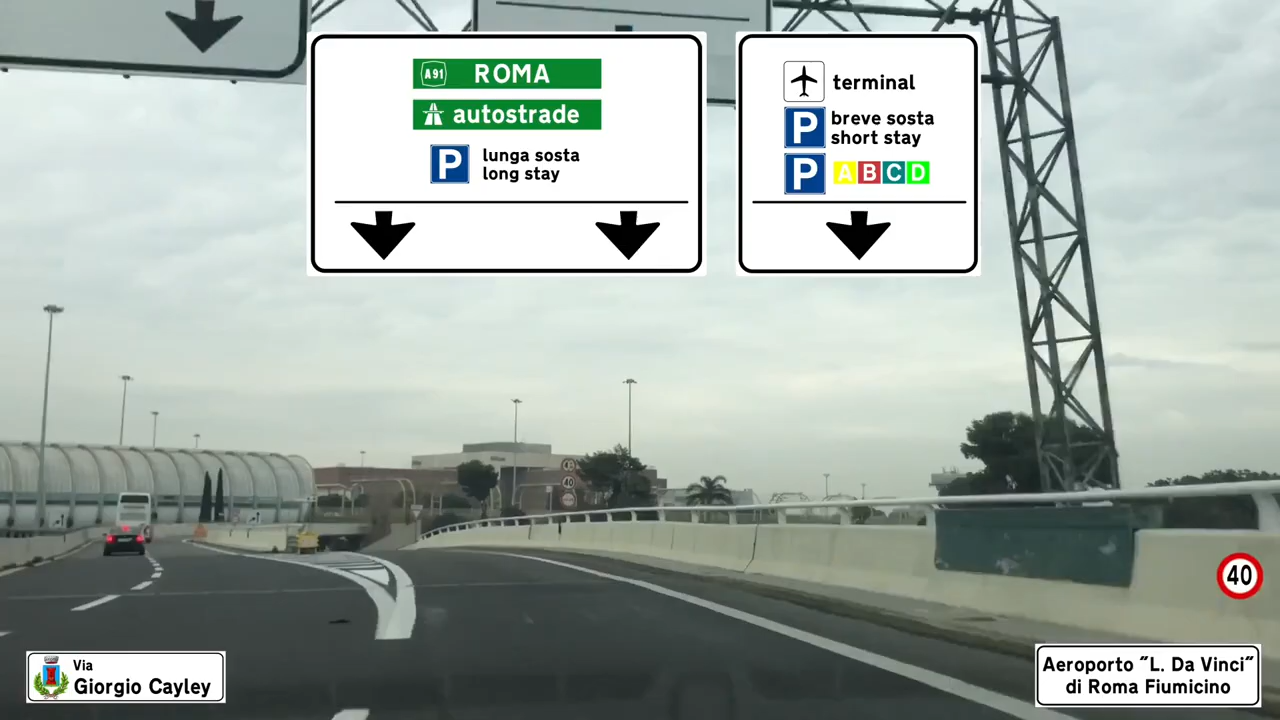 A91 ROMA
autostrade
P lunga sosta
long stay
terminal
P breve sosta
short stay
P A B C D
40
40
Via
Giorgio Cayley
Aeroporto "L. Da Vinci"
di Roma Fiumicino